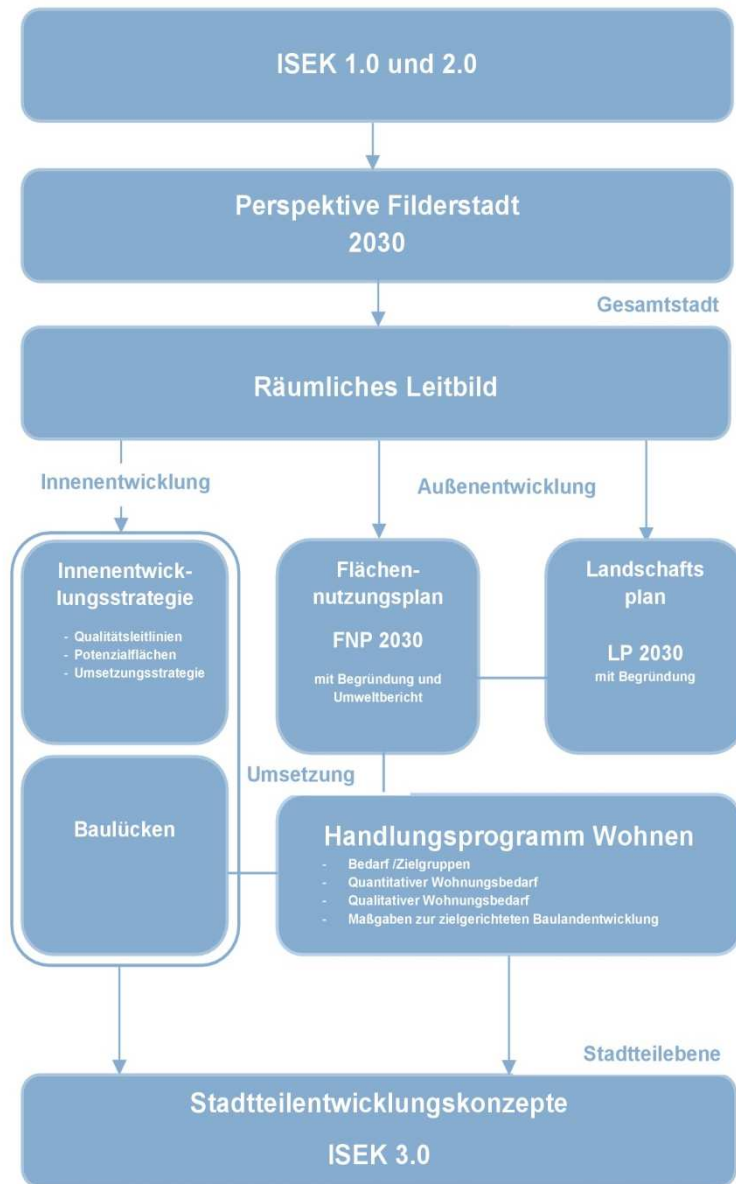 ISEK 1.0 und 2.0
Perspektive Filderstadt
2030
Gesamtstadt
Räumliches Leitbild
Innenentwicklung
Außenentwicklung
Innenentwick-
lungsstrategie
- Qualitätsleitlinien
- Potenzialflächen
- Umsetzungsstrategie
Flächen-
nutzungsplan
FNP 2030
mit Begründung und
Umweltbericht
Landschafts
plan
LP 2030
mit Begründung
Umsetzung
Baulücken
Handlungsprogramm Wohnen
- Bedarf /Zielgruppen
- Quantitativer Wohnungsbedarf
- Qualitativer Wohnungsbedarf
- Maßgaben zur zielgerichteten Baulandentwicklung
Stadtteilebene
Stadtteilentwicklungskonzepte
ISEK 3.0